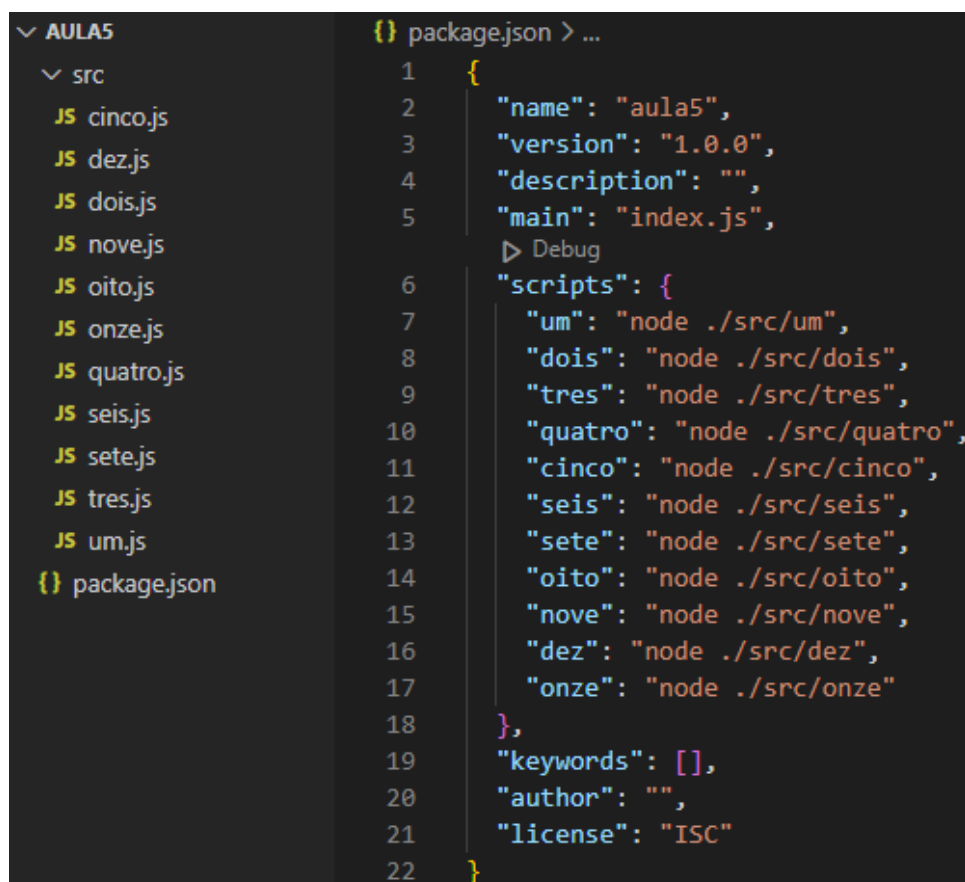 AULA5
src
JS cinco.js
JS dez.js
JS dois.js
JS nove.js
JS oito.js
JS onze.js
JS quatro.js
JS seis.js
JS sete.js
JS tres.js
JS um.js
{} package.json
{} package.json > ...
1 {
2 "name": "aula5",
3 "version": "1.0.0",
4 "description": "",
5 "main": "index.js",
Debug
6 "scripts": {
7 "um": "node ./src/um",
8 "dois": "node ./src/dois",
9 "tres": "node ./src/tres",
10 "quatro": "node ./src/quatro",
11 "cinco": "node ./src/cinco",
12 "seis": "node ./src/seis",
13 "sete": "node ./src/sete",
14 "oito": "node ./src/oito",
15 "nove": "node ./src/nove",
16 "dez": "node ./src/dez",
17 "onze": "node ./src/onze"
18 },
19 "keywords": [],
20 "author": "",
21 "license": "ISC"
22 }